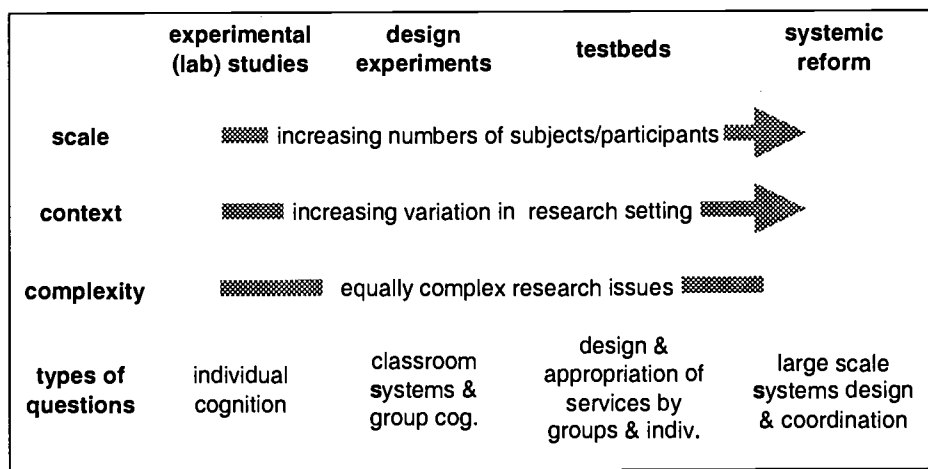 experimental (lab) studies
design experiments
testbeds
systemic reform
scale
increasing numbers of subjects/participants
context
increasing variation in research setting
complexity
equally complex research issues
types of questions
individual cognition
classroom systems & group cog.
design & appropriation of services by groups & indiv.
large scale systems design & coordination